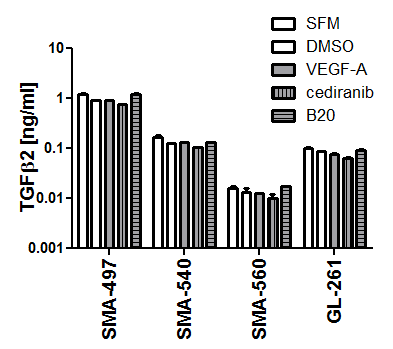 SFM
DMSO
VEGF-A
cediranib
B20
TGFβ2 [ng/ml]
10
1
0.1
0.01
0.001
SMA-497
SMA-540
SMA-560
GL-261